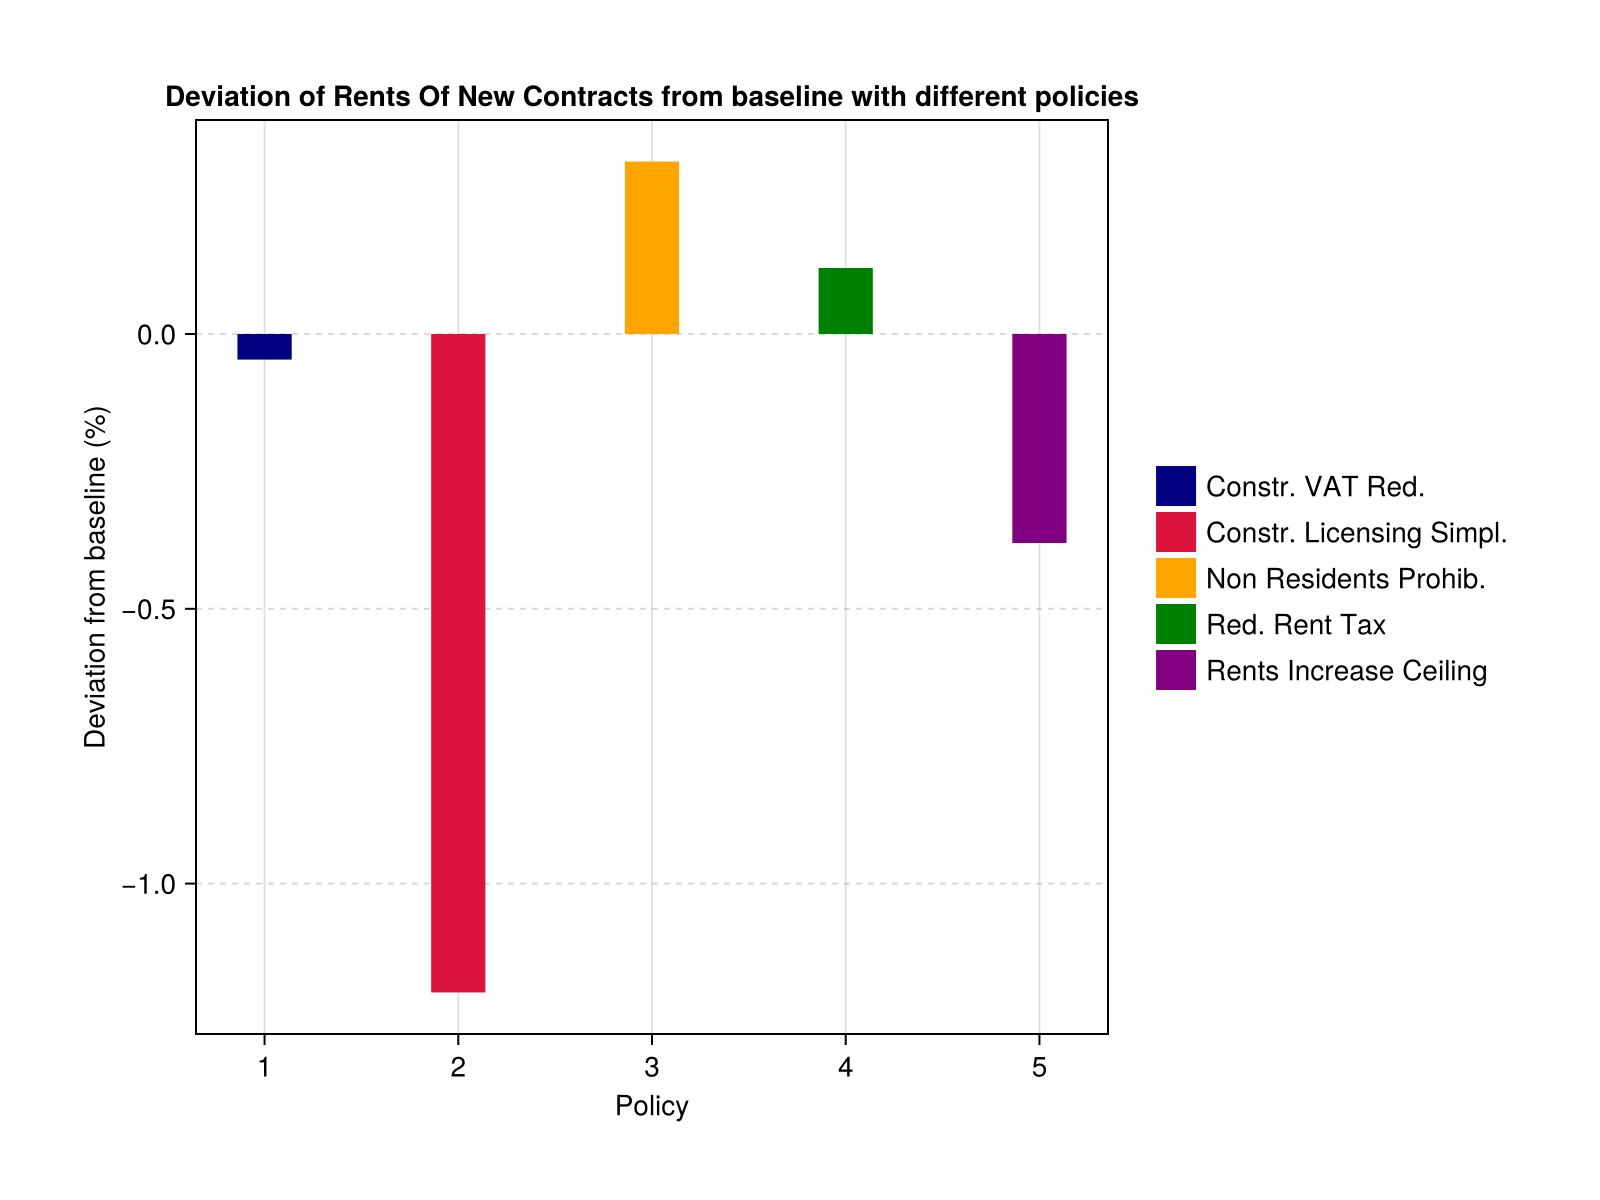 Deviation of Rents Of New Contracts from baseline with different policies
Deviation from baseline (%)
0.0
−0.5
−1.0
1 2 3 4 5
Policy
Constr. VAT Red.
Constr. Licensing Simpl.
Non Residents Prohib.
Red. Rent Tax
Rents Increase Ceiling